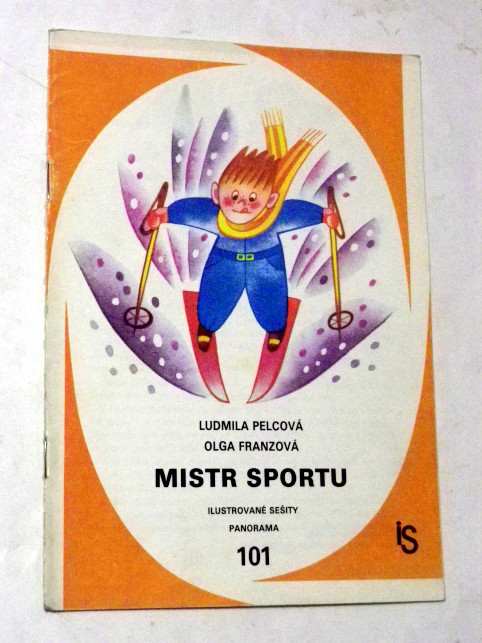 LUDMILA PELCOVÁ
OLGA FRANZOVÁ
MISTR SPORTU
ILUSTROVANÉ SEŠITY
PANORAMA
101
iS